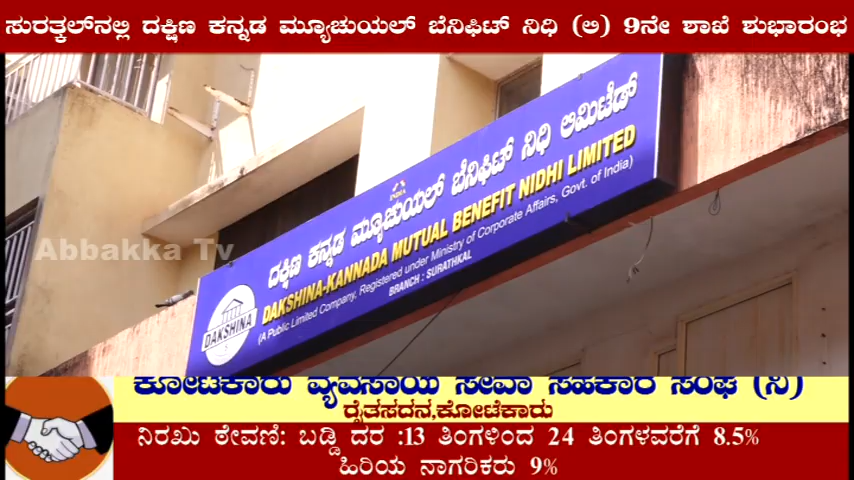 ಸುರತ್ಕಲ್‌ನಲ್ಲಿ ದಕ್ಷಿಣ ಕನ್ನಡ ಮ್ಯೂಚುಯಲ್ ಬೆನಿಫಿಟ್ ನಿಧಿ (ಅ) 9ನೇ ಶಾಖೆ ಶುಭಾರಂಭ
INDIA
ದಕ್ಷಿಣ ಕನ್ನಡ ಮ್ಯೂಚುಯಲ್ ಬೆನಿಫಿಟ್ ನಿಧಿ ಲಿಮಿಟೆಡ್
DAKSHINA-KANNADA MUTUAL BENEFIT NIDHI LIMITED
(A Public Limited Company, Registered under Ministry of Corporate Affairs, Govt. of India)
BRANCH : SURATHKAL
DAKSHINA
Abbakka Tv
ಕೋಟೆಕಾರು ವ್ಯವಸಾಯ ಸೇವಾ ಸಹಕಾರಿ ಸಂಘ (ನಿ)
ರೈತಸದನ,ಕೋಟೆಕಾರು
ನಿರಖು ಠೇವಣಿ: ಬಡ್ಡಿ ದರ :13 ತಿಂಗಳಿಂದ 24 ತಿಂಗಳವರೆಗೆ 8.5%
ಹಿರಿಯ ನಾಗರಿಕರು 9%